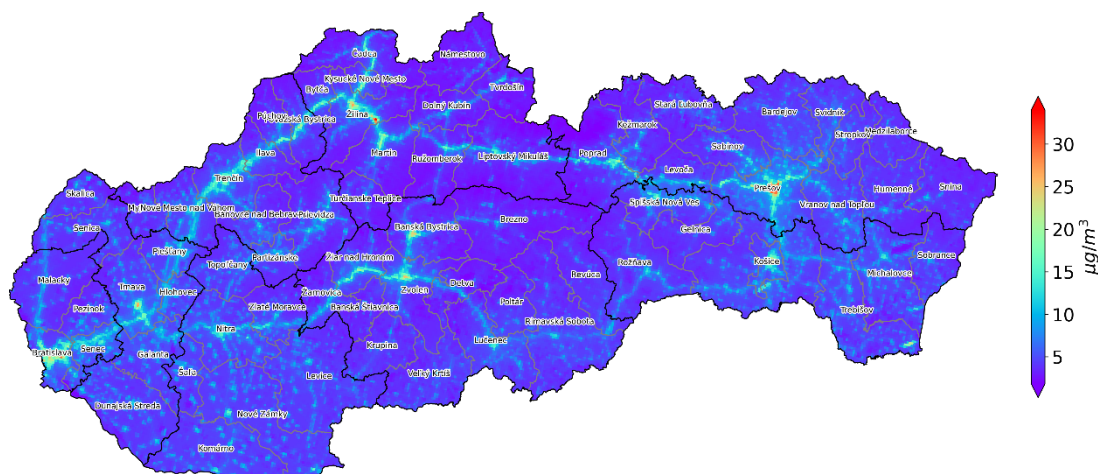 Čadca
Námestovo
Kysucké Nové Mesto
Bytča
Tvrdošín
Dolný Kubín
Stará Ľubovňa
Bardejov
Svidník
Púchov
Považská Bystrica
Žilina
Kežmarok
Stropkov
Medzilaborce
Ilava
Martin
Ružomberok
Liptovský Mikuláš
Poprad
Sabinov
Levoča
Trenčín
Prešov
Humenné
Snina
Skalica
Turčianske Teplice
Spišská Nová Ves
Vranov nad Topľou
Nové Mesto nad Váhom
Bánovce nad Bebravou
Prievidza
Senica
Banská Bystrica
Brezno
Gelnica
Piešťany
Topoľčany
Partizánske
Žiar nad Hronom
Sobrance
Malacky
Košice
Michalovce
Rožňava
Revúca
Detva
Zvolen
Trnava
Hlohovec
Žarnovica
Pezinok
Zlaté Moravce
Banská Štiavnica
Poltár
Trebišov
Nitra
Rimavská Sobota
Bratislava
Senec
Galanta
Krupina
Lučenec
Šaľa
Levice
Veľký Krtíš
Dunajská Streda
Nové Zámky
Komárno
30
25
20
15
10
5
µg/m³